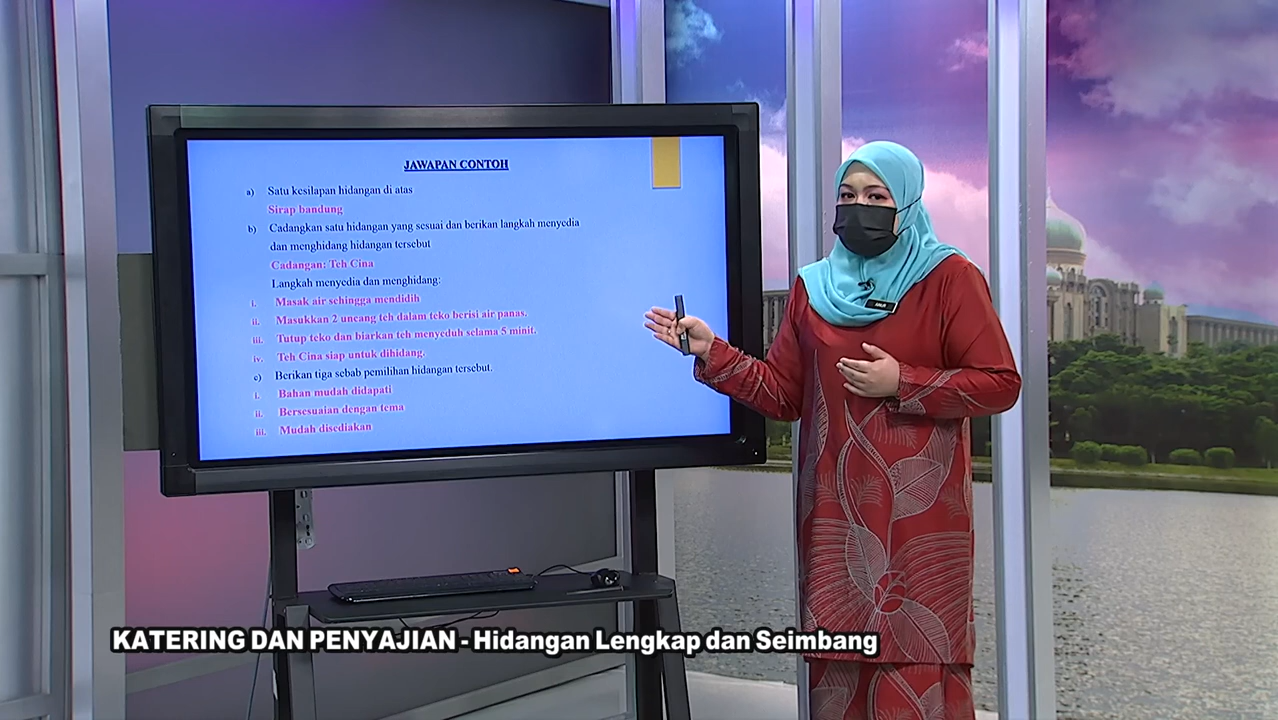 JAWAPAN CONTOH
a) Satu kesilapan hidangan di atas
Sirap bandung
b) Cadangkan satu hidangan yang sesuai dan berikan langkah menyedia
dan menghidang hidangan tersebut
Cadangan: Teh Cina
Langkah menyedia dan menghidang:
i. Masak air sehingga mendidih
ii. Masukkan 2 uncang teh dalam teko berisi air panas.
iii. Tutup teko dan biarkan teh menyeduh selama 5 minit.
iv. Teh Cina siap untuk dihidang.
c) Berikan tiga sebab pemilihan hidangan tersebut.
i. Bahan mudah didapati
ii. Bersesuaian dengan tema
iii. Mudah disediakan
KATERING DAN PENYAJIAN - Hidangan Lengkap dan Seimbang